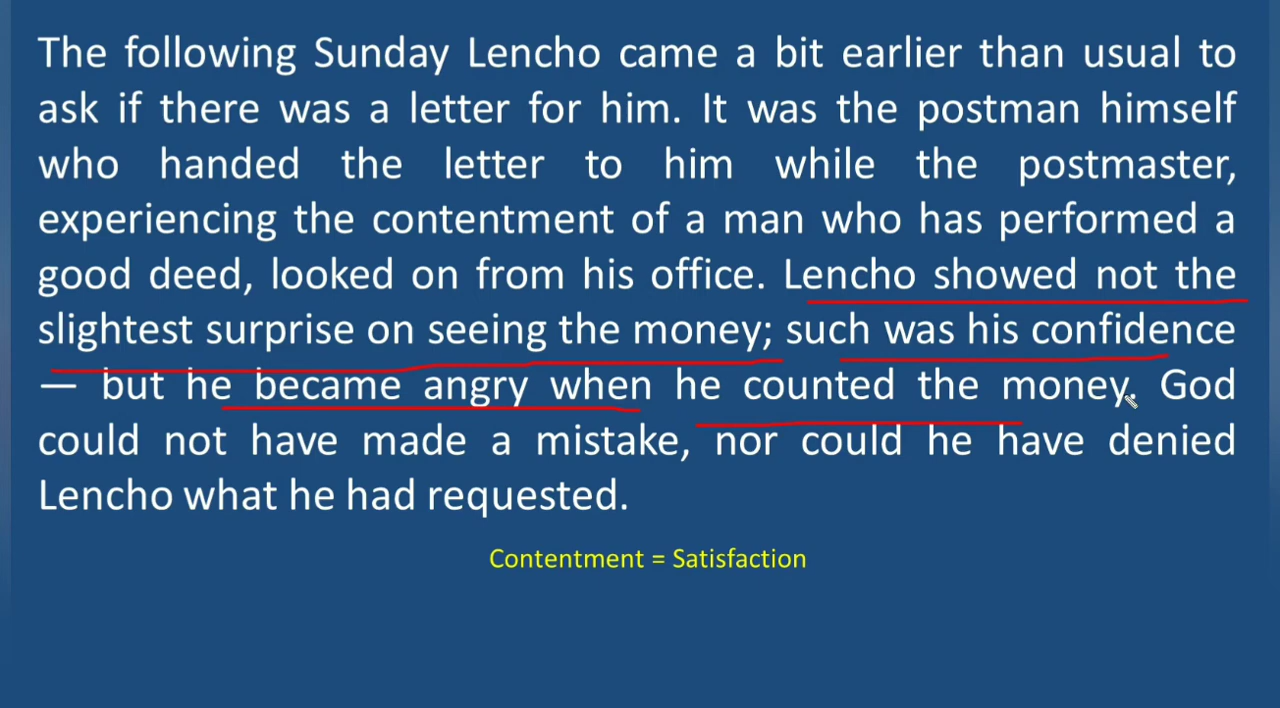 The following Sunday Lencho came a bit earlier than usual to
ask if there was a letter for him. It was the postman himself
who handed the letter to him while the postmaster,
experiencing the contentment of a man who has performed a
good deed, looked on from his office. Lencho showed not the
slightest surprise on seeing the money; such was his confidence
— but he became angry when he counted the money. God
could not have made a mistake, nor could he have denied
Lencho what he had requested.
Contentment = Satisfaction